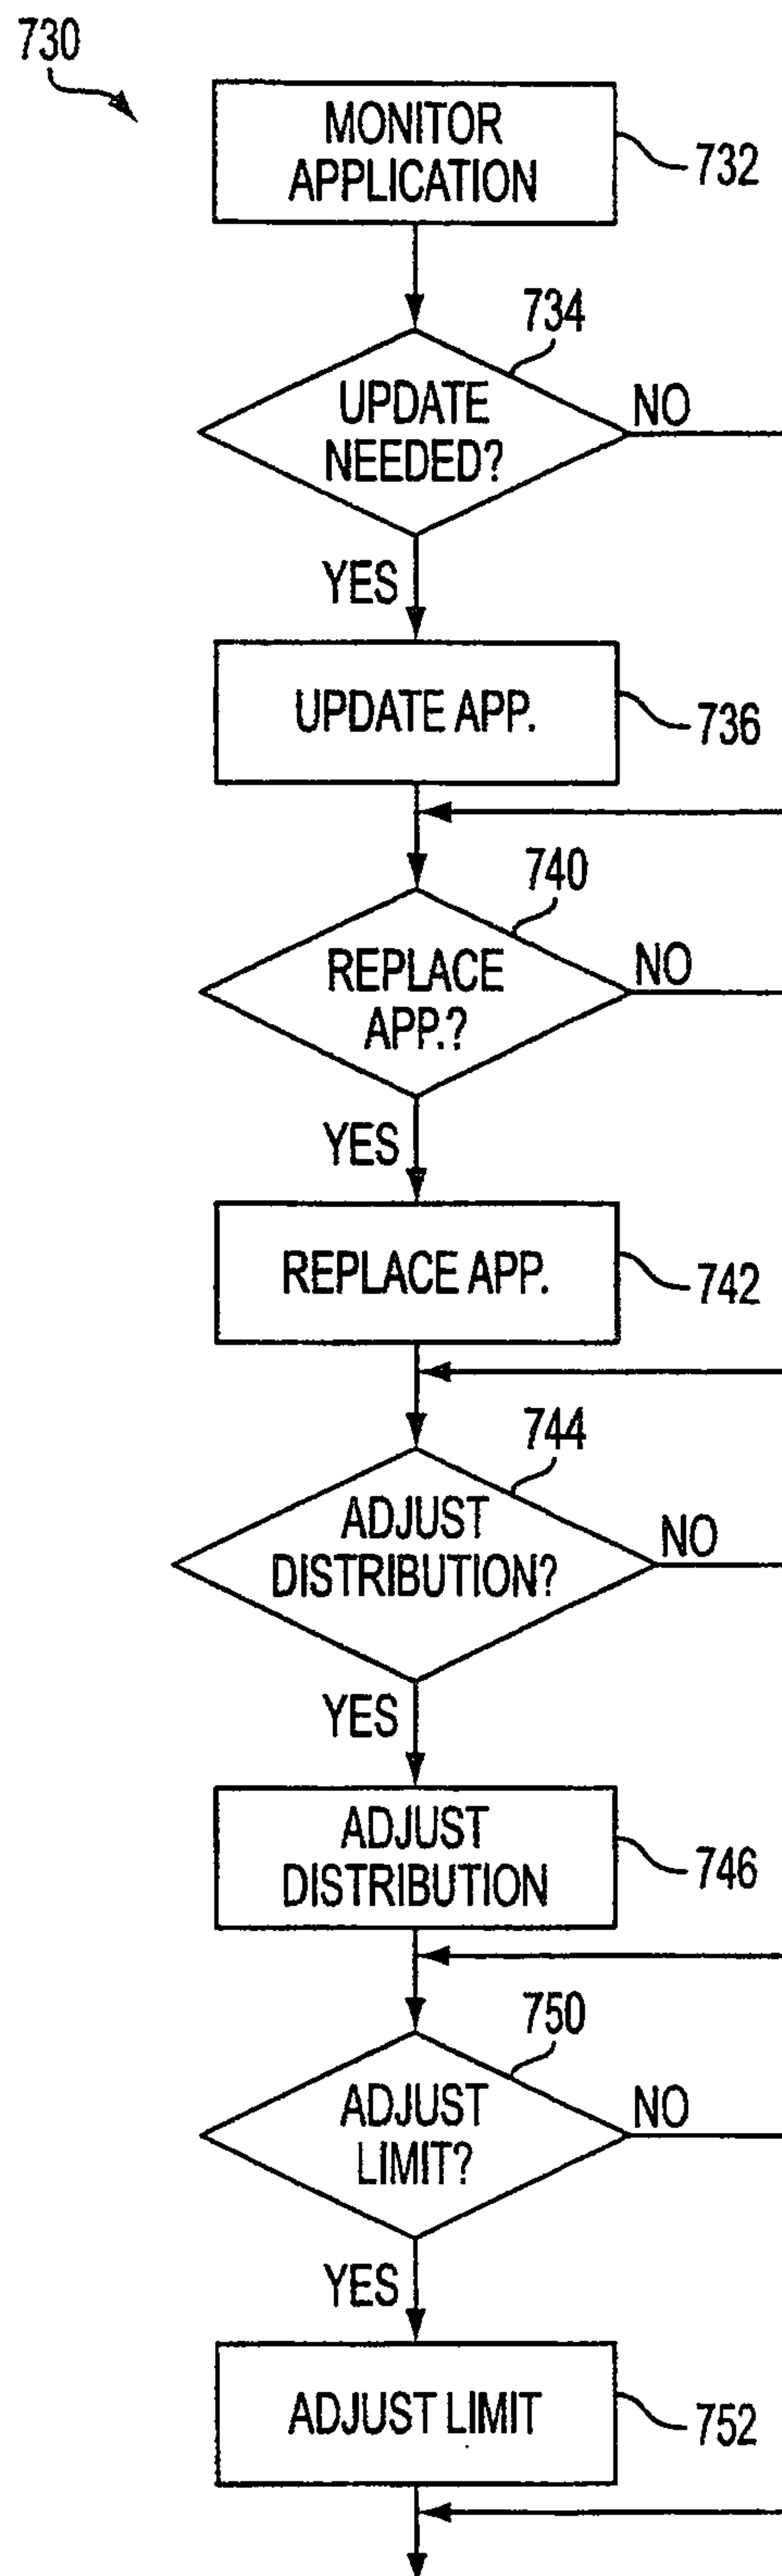 730
MONITOR
APPLICATION
732
734
UPDATE
NEEDED?
NO
YES
UPDATE APP.
736
740
REPLACE
APP.?
NO
YES
REPLACE APP.
742
744
ADJUST
DISTRIBUTION?
NO
YES
ADJUST
DISTRIBUTION
746
750
ADJUST
LIMIT?
NO
YES
ADJUST LIMIT
752